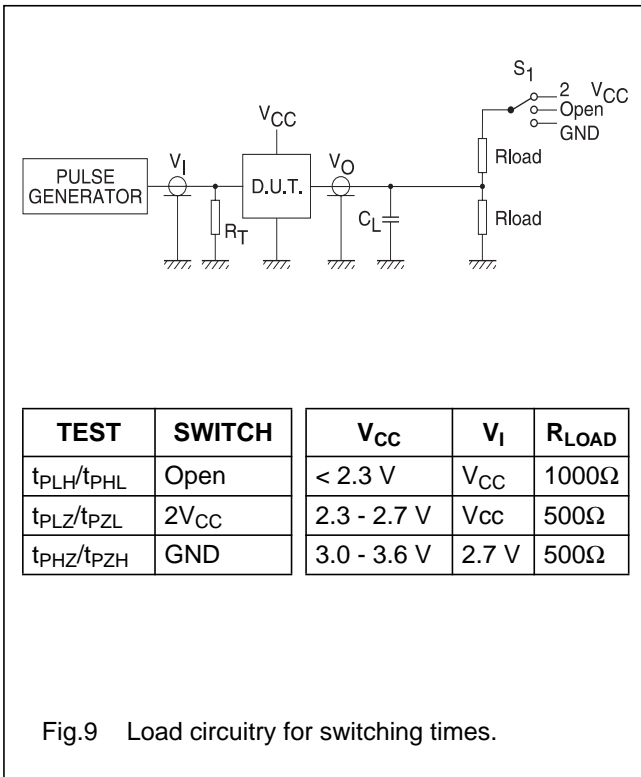 S1
2 VCC
Open
GND
VCC
VI
VO
Rload
PULSE
GENERATOR
D.U.T.
RT
CL
Rload
TEST SWITCH
tPLH/tPHL Open
tPLZ/tPZL 2VCC
tPHZ/tPZH GND
VCC VI RLOAD
< 2.3 V VCC 1000Ω
2.3 - 2.7 V Vcc 500Ω
3.0 - 3.6 V 2.7 V 500Ω
Fig.9 Load circuitry for switching times.